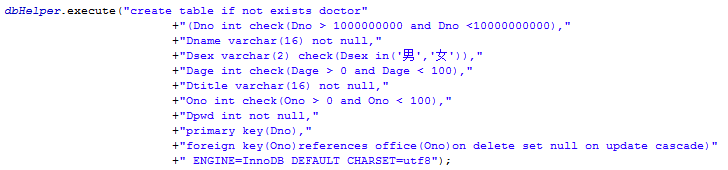 dbHelper.execute("create table if not exists doctor"
+"(Dno int check(Dno > 1000000000 and Dno <10000000000),"
+"Dname varchar(16) not null,"
+"Dsex varchar(2) check(Dsex in('男','女')),"
+"Dage int check(Dage > 0 and Dage < 100),"
+"Dtitle varchar(16) not null,"
+"Ono int check(Ono > 0 and Ono < 100),"
+"Dpwd int not null,"
+"primary key(Dno),"
+"foreign key(Ono)references office(Ono)on delete set null on update cascade)"
+" ENGINE=InnoDB DEFAULT CHARSET=utf8");